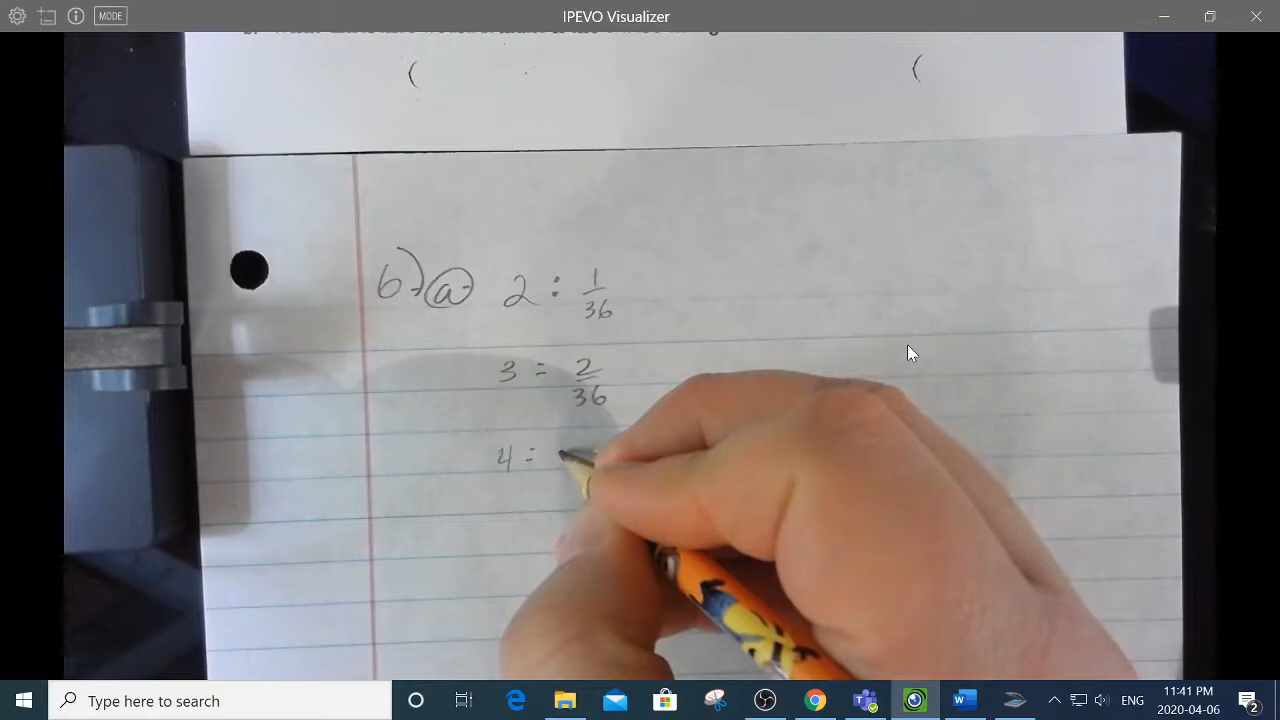 MODE
IPEVO Visualizer
(
(
6) a) 2 : 1/36
3 = 2/36
4 =
Type here to search
ENG
11:41 PM
2020-04-06
2